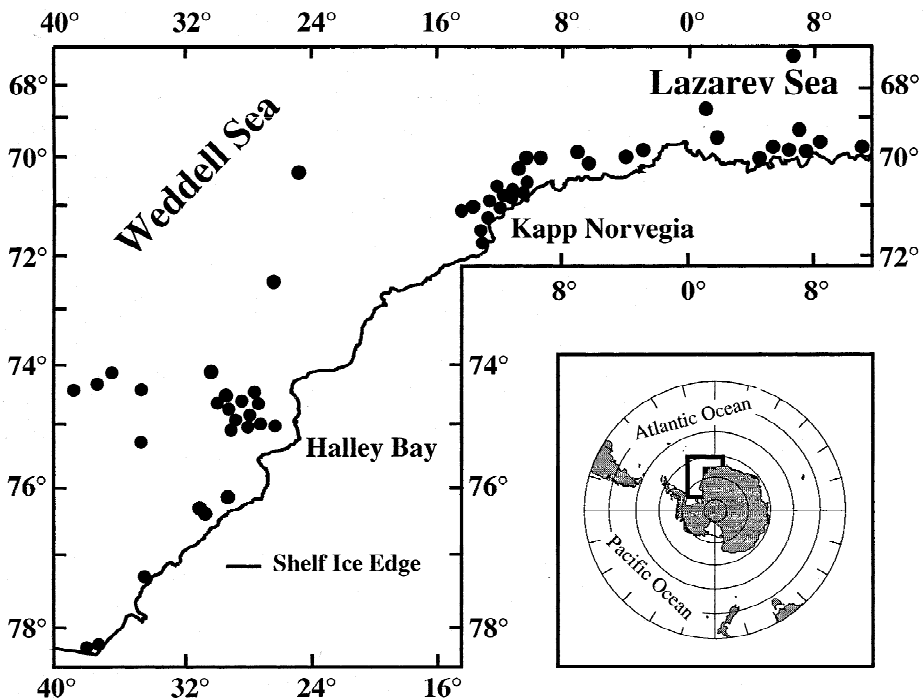 40° 32° 24° 16° 8° 0° 8°
68° 68°
Lazarev Sea
Weddell Sea
70° 70°
Kapp Norvegia
72° 72°
8° 0° 8°
74° 74°
Halley Bay
76° 76°
Shelf Ice Edge
78° 78°
40° 32° 24° 16°
Atlantic Ocean
Pacific Ocean